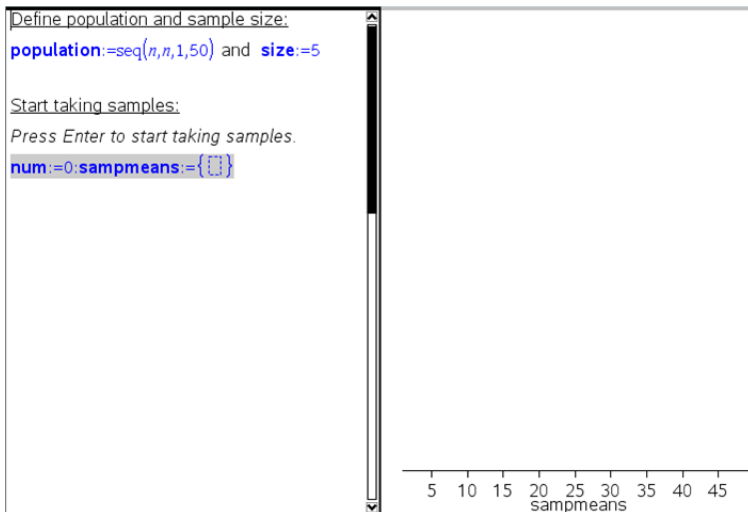 Define population and sample size:
population:=seq(n,n,1,50) and size:=5
Start taking samples:
Press Enter to start taking samples.
num:=0:sampmeans:={⬚}
5 10 15 20 25 30 35 40 45
sampmeans